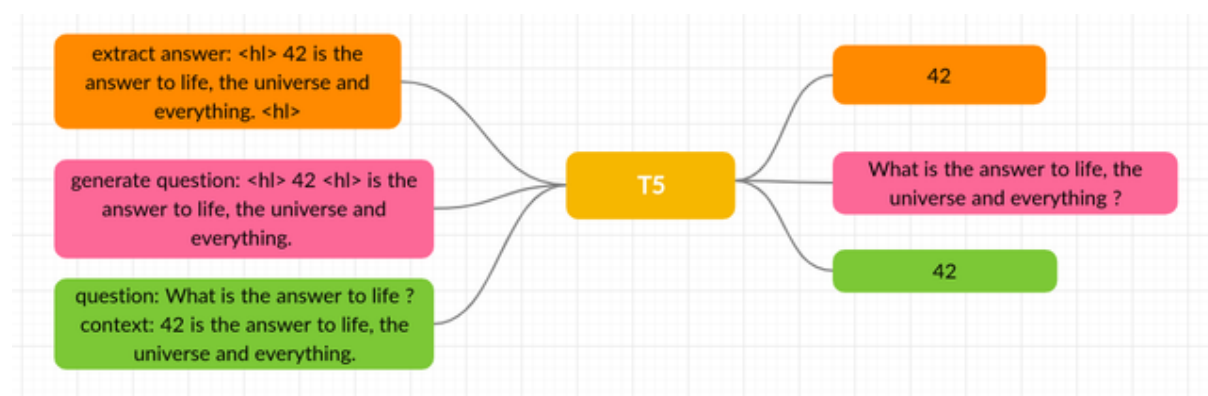 extract answer: <hl> 42 is the
answer to life, the universe and
everything. <hl>
generate question: <hl> 42 <hl> is the
answer to life, the universe and
everything.
question: What is the answer to life ?
context: 42 is the answer to life, the
universe and everything.
T5
42
What is the answer to life, the
universe and everything ?
42